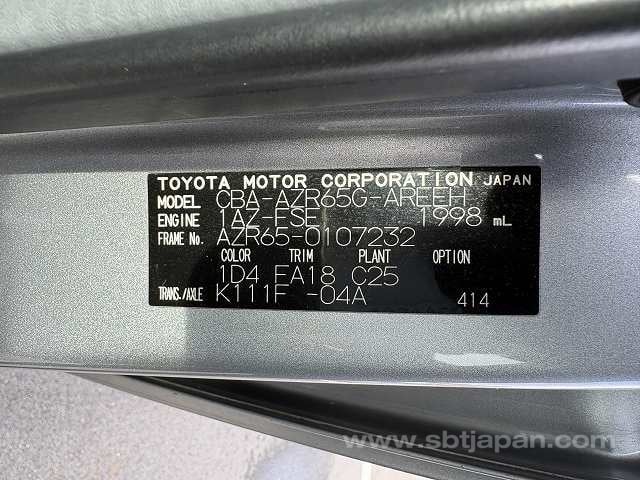 TOYOTA MOTOR CORPORATION JAPAN
MODEL CBA-AZR65G-AREEH
ENGINE 1AZ-FSE 1998 mL
FRAME No. AZR65-0107232
COLOR TRIM PLANT OPTION
1D4 FA18 C25
TRANS./AXLE K111F -04A 414
www.sbtjapan.com